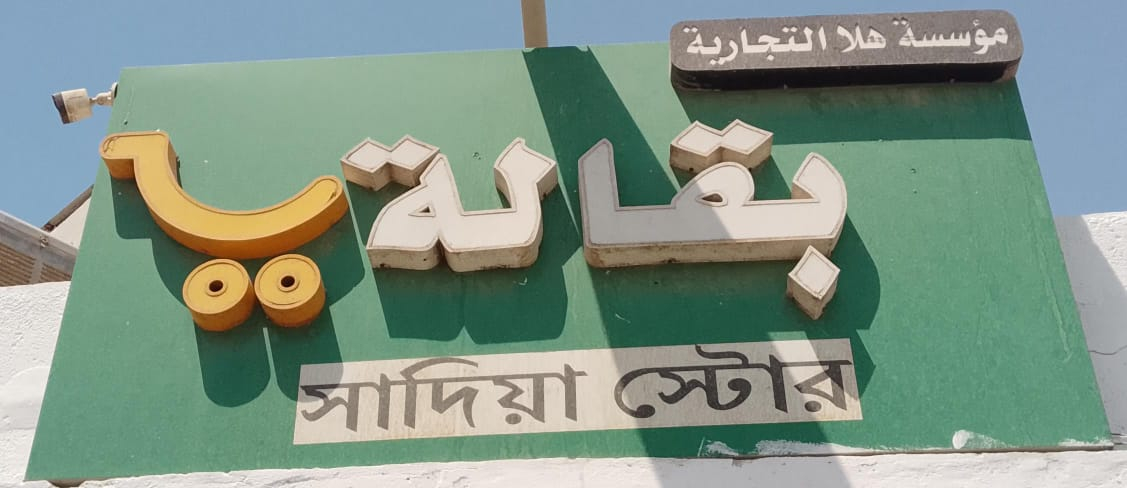 مؤسسة هلا التجارية
بقالة
সাদিয়া স্টোর